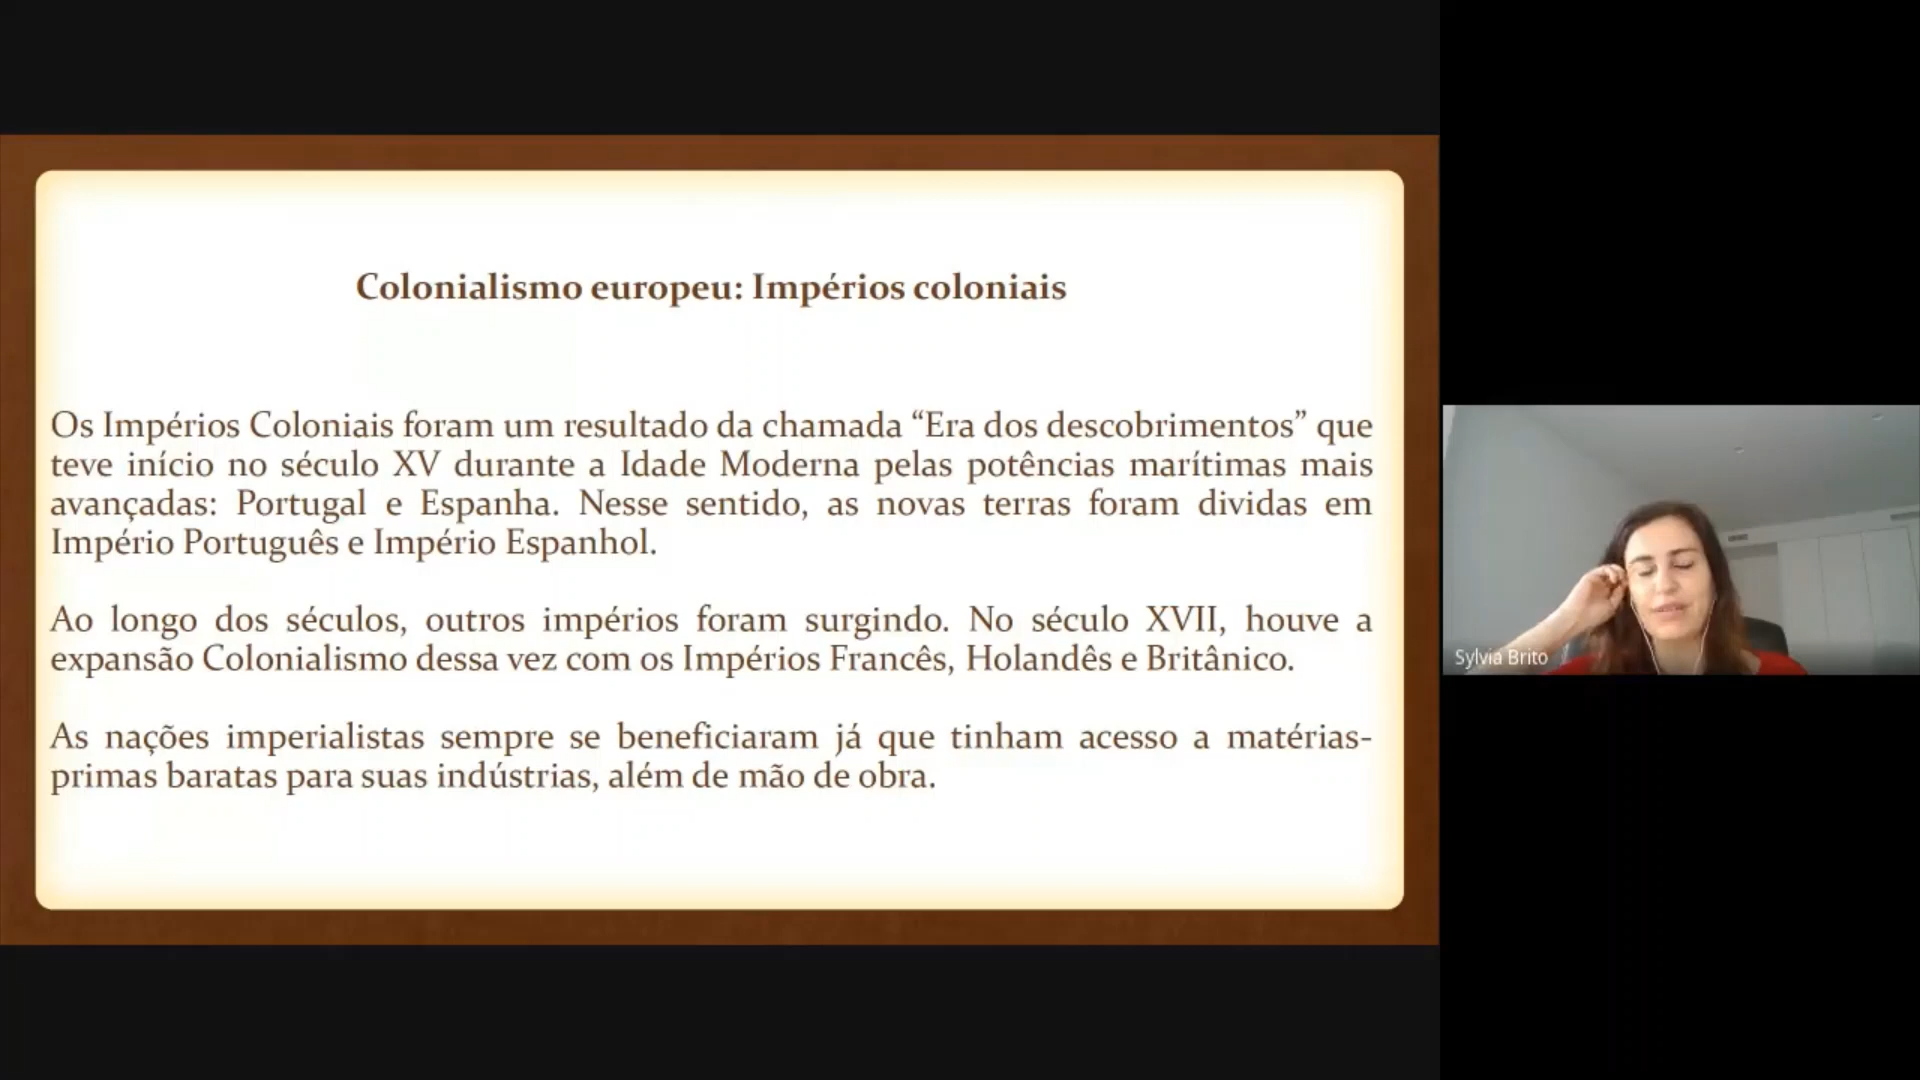 Colonialismo europeu: Impérios coloniais
Os Impérios Coloniais foram um resultado da chamada “Era dos descobrimentos” que
teve início no século XV durante a Idade Moderna pelas potências marítimas mais
avançadas: Portugal e Espanha. Nesse sentido, as novas terras foram dividas em
Império Português e Império Espanhol.
Ao longo dos séculos, outros impérios foram surgindo. No século XVII, houve a
expansão Colonialismo dessa vez com os Impérios Francês, Holandês e Britânico.
As nações imperialistas sempre se beneficiaram já que tinham acesso a matérias-
primas baratas para suas indústrias, além de mão de obra.
Sylvia Brito